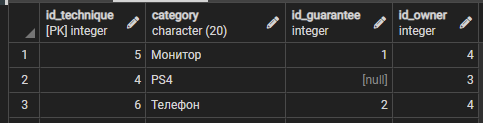 id_technique category id_guarantee id_owner
[PK] integer character (20) integer integer
1 5 Монитор 1 4
2 4 PS4 [null] 3
3 6 Телефон 2 4